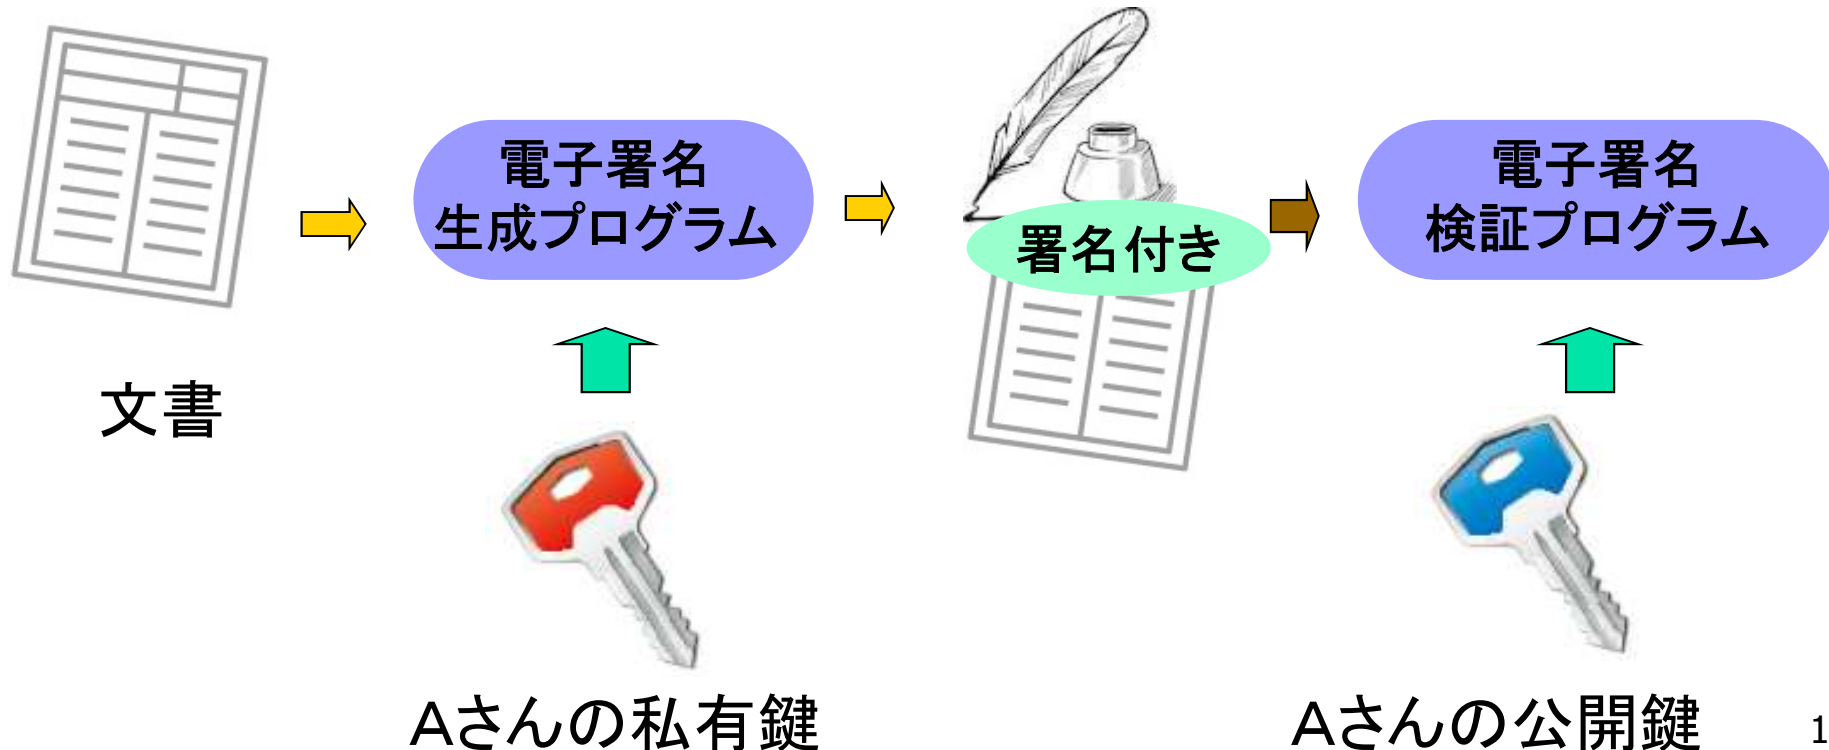 文書
電子署名
生成プログラム
Aさんの私有鍵
署名付き
電子署名
検証プログラム
Aさんの公開鍵
1